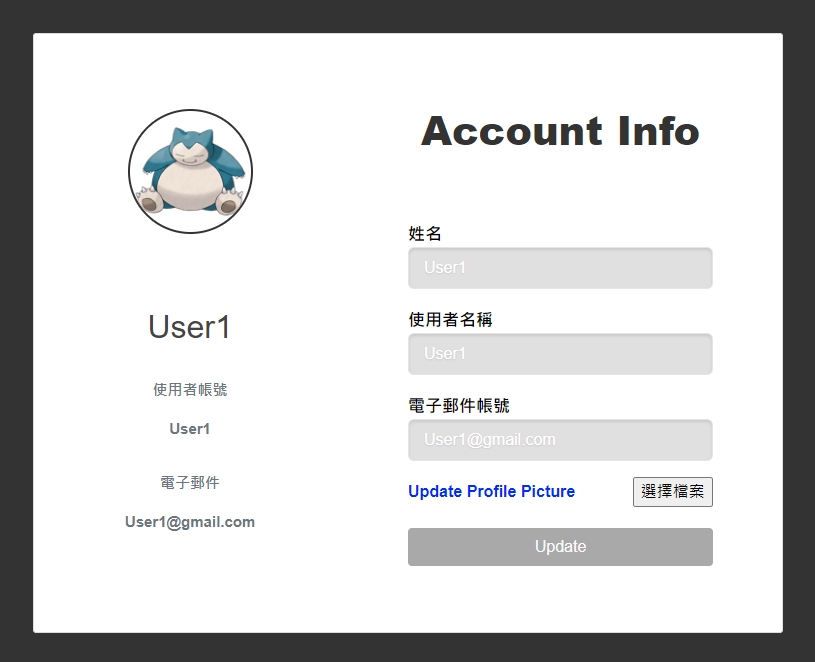 User1
使用者帳號
User1
電子郵件
User1@gmail.com
Account Info
姓名
User1
使用者名稱
User1
電子郵件帳號
User1@gmail.com
Update Profile Picture 選擇檔案
Update